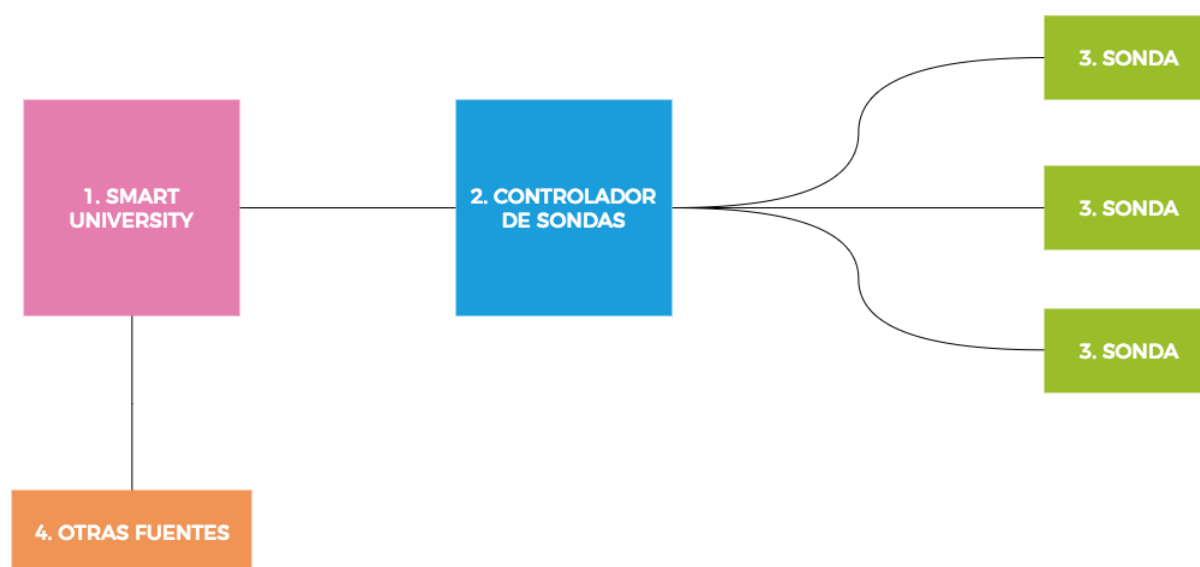 3. SONDA
1. SMART
UNIVERSITY
2. CONTROLADOR
DE SONDAS
3. SONDA
3. SONDA
4. OTRAS FUENTES